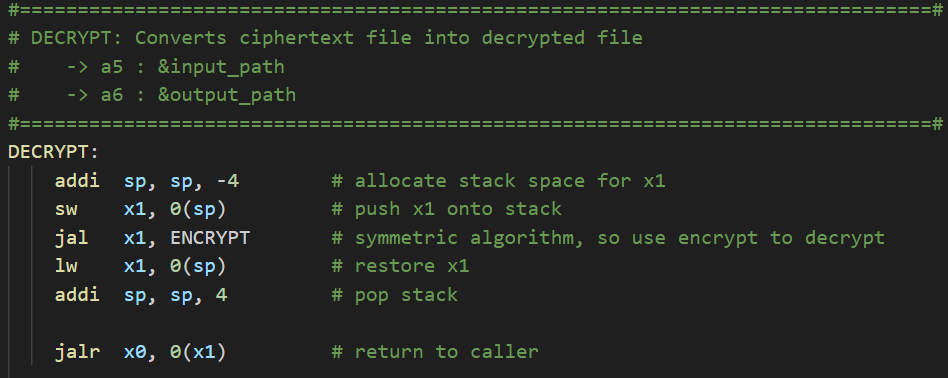 #===============================================================================#
# DECRYPT: Converts ciphertext file into decrypted file
#    -> a5 : &input_path
#    -> a6 : &output_path
#===============================================================================#
DECRYPT:
    addi  sp, sp, -4        # allocate stack space for x1
    sw    x1, 0(sp)         # push x1 onto stack
    jal   x1, ENCRYPT       # symmetric algorithm, so use encrypt to decrypt
    lw    x1, 0(sp)         # restore x1
    addi  sp, sp, 4         # pop stack
    jalr  x0, 0(x1)         # return to caller